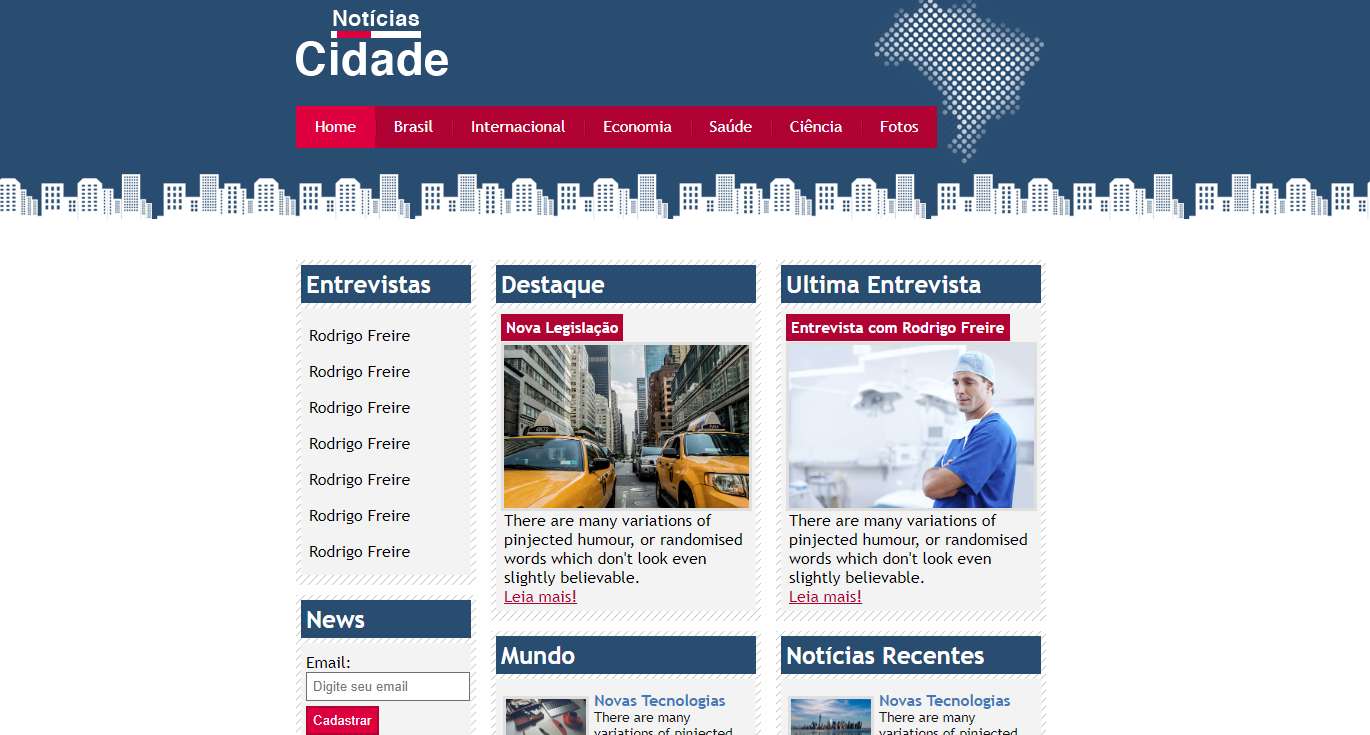 Notícias
Cidade
Home Brasil Internacional Economia Saúde Ciência Fotos
Entrevistas
Rodrigo Freire
Rodrigo Freire
Rodrigo Freire
Rodrigo Freire
Rodrigo Freire
Rodrigo Freire
Rodrigo Freire
News
Email:
Digite seu email
Cadastrar
Destaque
Nova Legislação
There are many variations of
pinjected humour, or randomised
words which don't look even
slightly believable.
Leia mais!
Mundo
Novas Tecnologias
There are many
variations of pinjected
Ultima Entrevista
Entrevista com Rodrigo Freire
There are many variations of
pinjected humour, or randomised
words which don't look even
slightly believable.
Leia mais!
Notícias Recentes
Novas Tecnologias
There are many
variations of pinjected